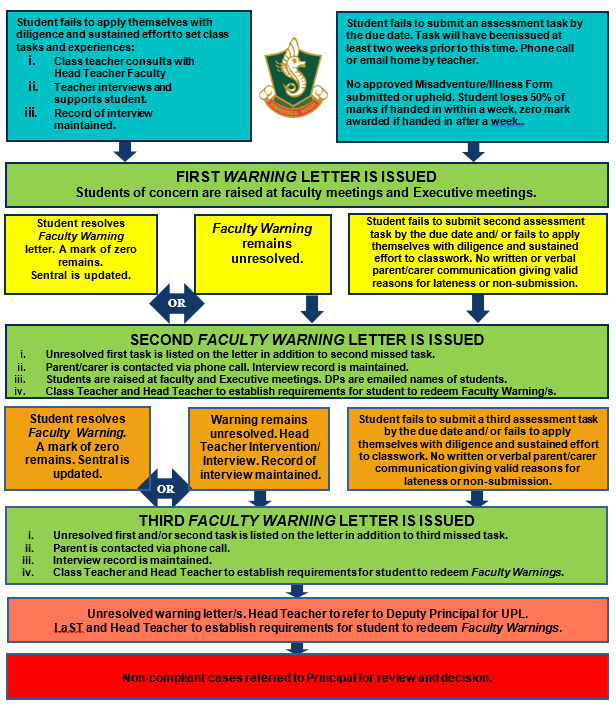 Student fails to apply themselves with
diligence and sustained effort to set class
tasks and experiences:
i. Class teacher consults with
Head Teacher Faculty
ii. Teacher interviews and
supports student.
iii. Record of interview
maintained.
Student fails to submit an assessment task by
the due date. Task will have beenissued at
least two weeks prior to this time. Phone call
or email home by teacher.
No approved Misadventure/Illness Form
submitted or upheld. Student loses 50% of
marks if handed in within a week, zero mark
awarded if handed in after a week..
FIRST WARNING LETTER IS ISSUED
Students of concern are raised at faculty meetings and Executive meetings.
Student resolves
Faculty Warning
letter. A mark of zero
remains.
Sentral is updated.
OR
Faculty Warning
remains
unresolved.
Student fails to submit second assessment
task by the due date and/ or fails to apply
themselves with diligence and sustained
effort to classwork. No written or verbal
parent/carer communication giving valid
reasons for lateness or non-submission.
SECOND FACULTY WARNING LETTER IS ISSUED
i. Unresolved first task is listed on the letter in addition to second missed task.
ii. Parent/carer is contacted via phone call. Interview record is maintained.
iii. Students are raised at faculty and Executive meetings. DPs are emailed names of students.
iv. Class Teacher and Head Teacher to establish requirements for student to redeem Faculty Warning/s.
Student resolves
Faculty Warning.
A mark of zero
remains. Sentral is
updated.
OR
Warning remains
unresolved. Head
Teacher Intervention/
Interview. Record of
interview maintained.
Student fails to submit a third assessment task
by the due date and/ or fails to apply
themselves with diligence and sustained effort
to classwork. No written or verbal parent/carer
communication giving valid reasons for
lateness or non-submission.
THIRD FACULTY WARNING LETTER IS ISSUED
i. Unresolved first and/or second task is listed on the letter in addition to third missed task.
ii. Parent is contacted via phone call.
iii. Interview record is maintained.
iv. Class Teacher and Head Teacher to establish requirements for student to redeem Faculty Warnings.
Unresolved warning letter/s. Head Teacher to refer to Deputy Principal for UPL.
LaST and Head Teacher to establish requirements for student to redeem Faculty Warnings.
Non-compliant cases referred to Principal for review and decision.